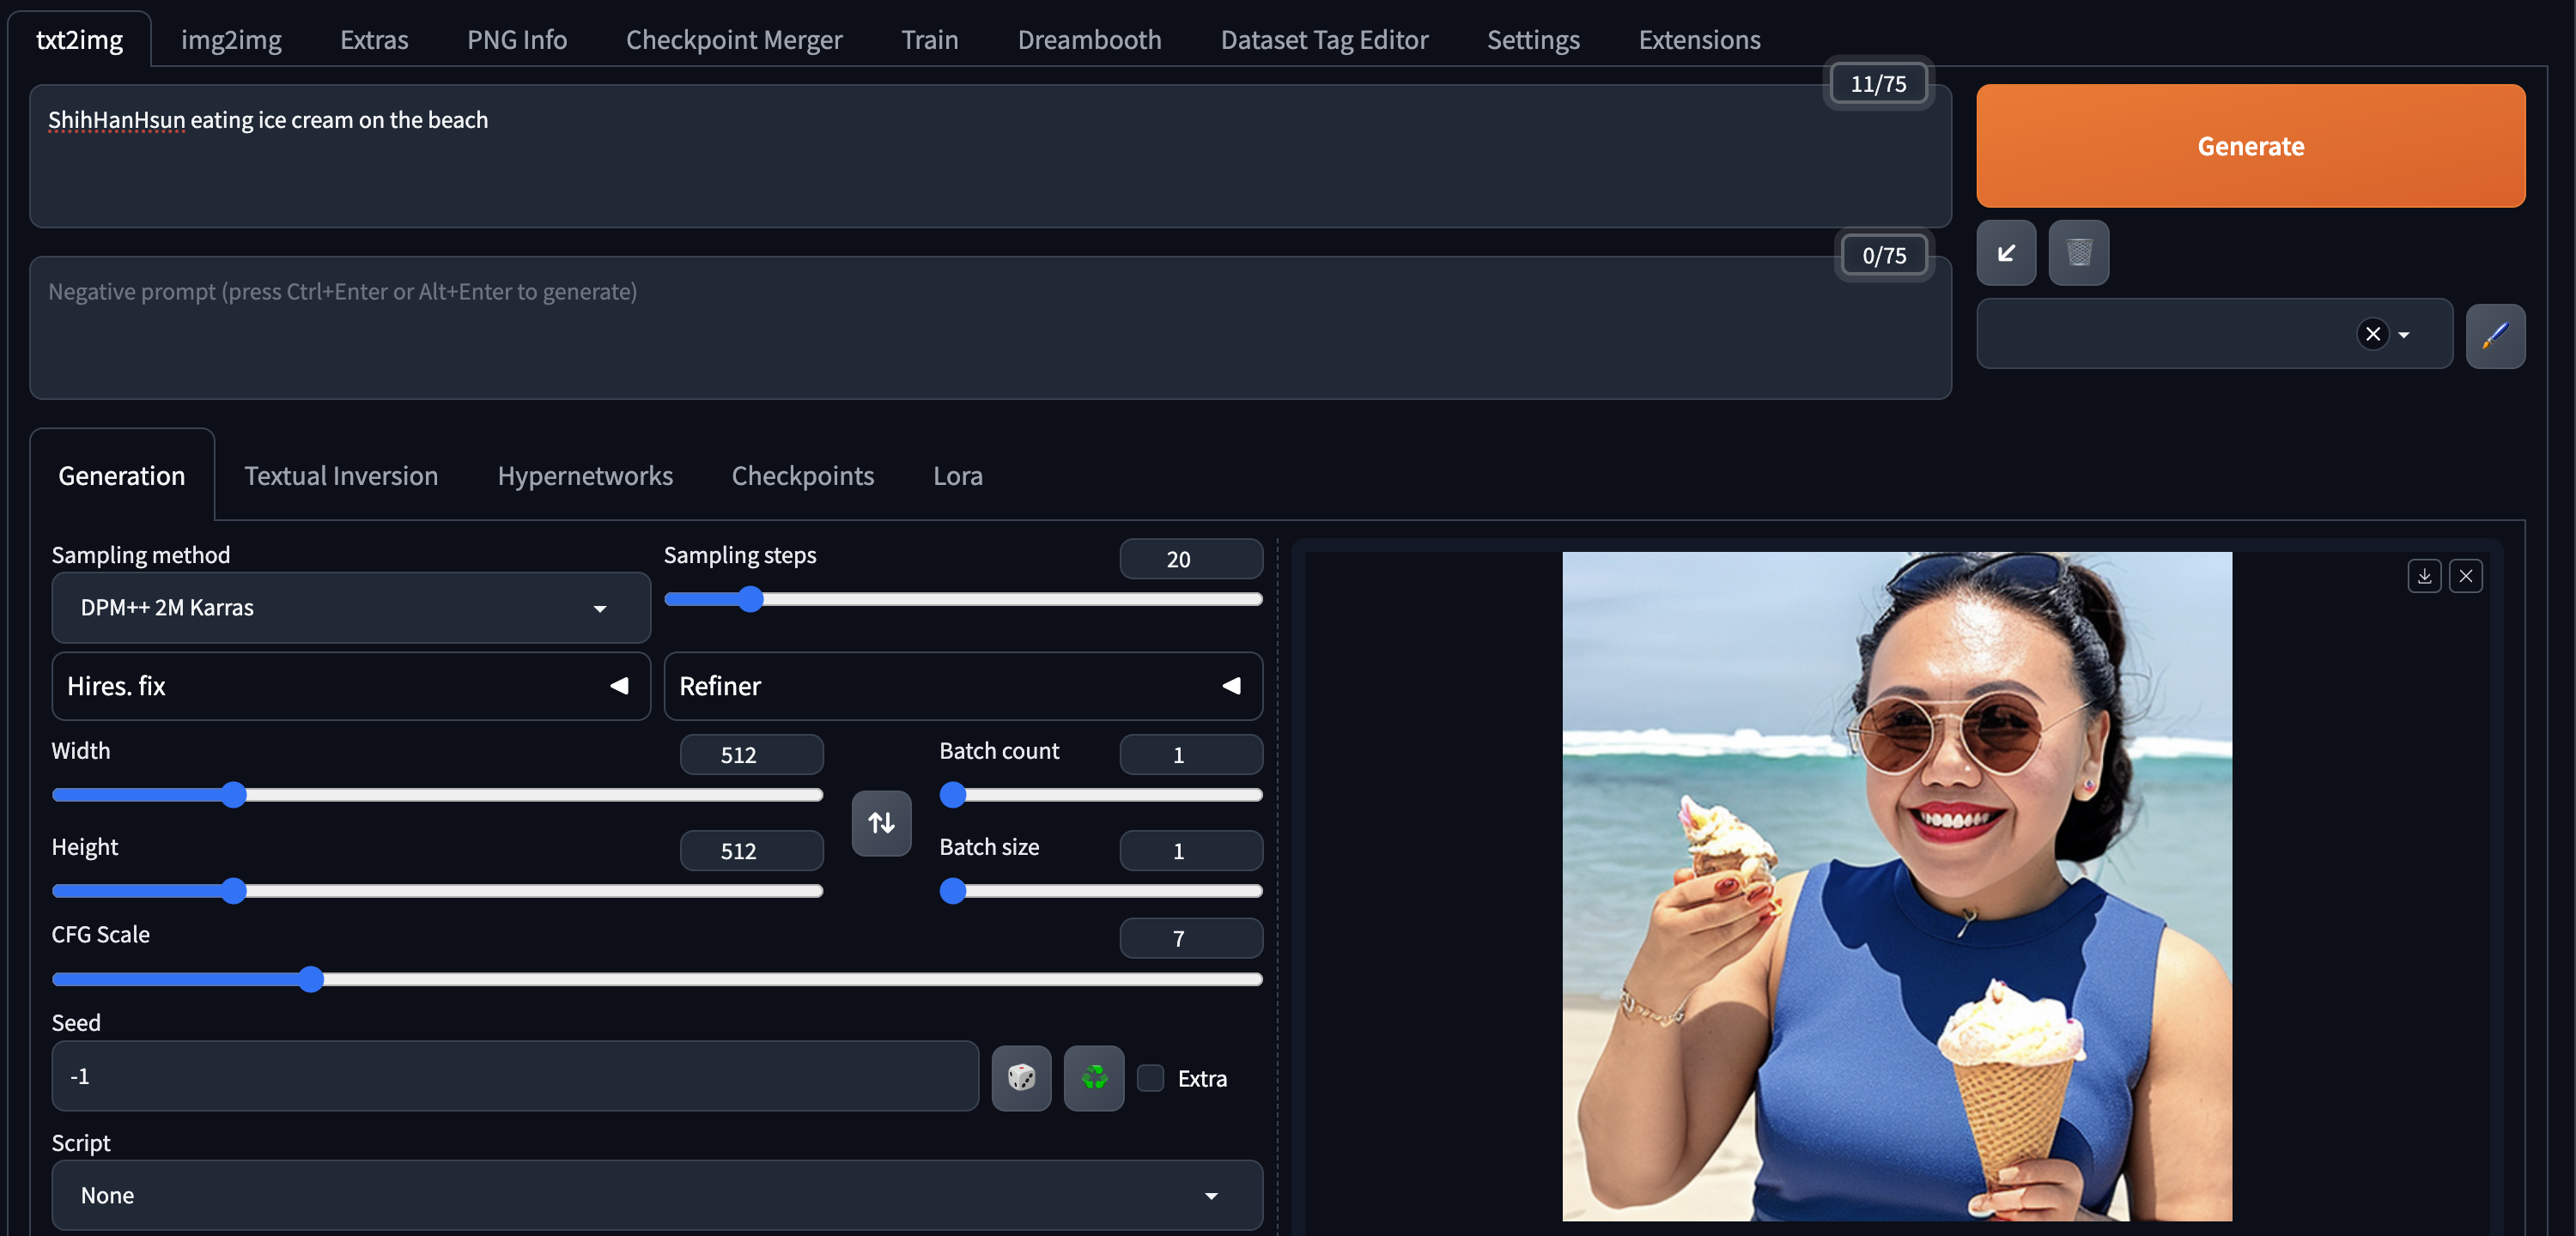 txt2img img2img Extras PNG Info Checkpoint Merger Train Dreambooth Dataset Tag Editor Settings Extensions
11/75
ShihHanHsun eating ice cream on the beach
Generate
0/75
Negative prompt (press Ctrl+Enter or Alt+Enter to generate)
Generation Textual Inversion Hypernetworks Checkpoints Lora
Sampling method
DPM++ 2M Karras
Sampling steps
20
Hires. fix
Refiner
Width
512
Batch count
1
Height
512
Batch size
1
CFG Scale
7
Seed
-1
Extra
Script
None